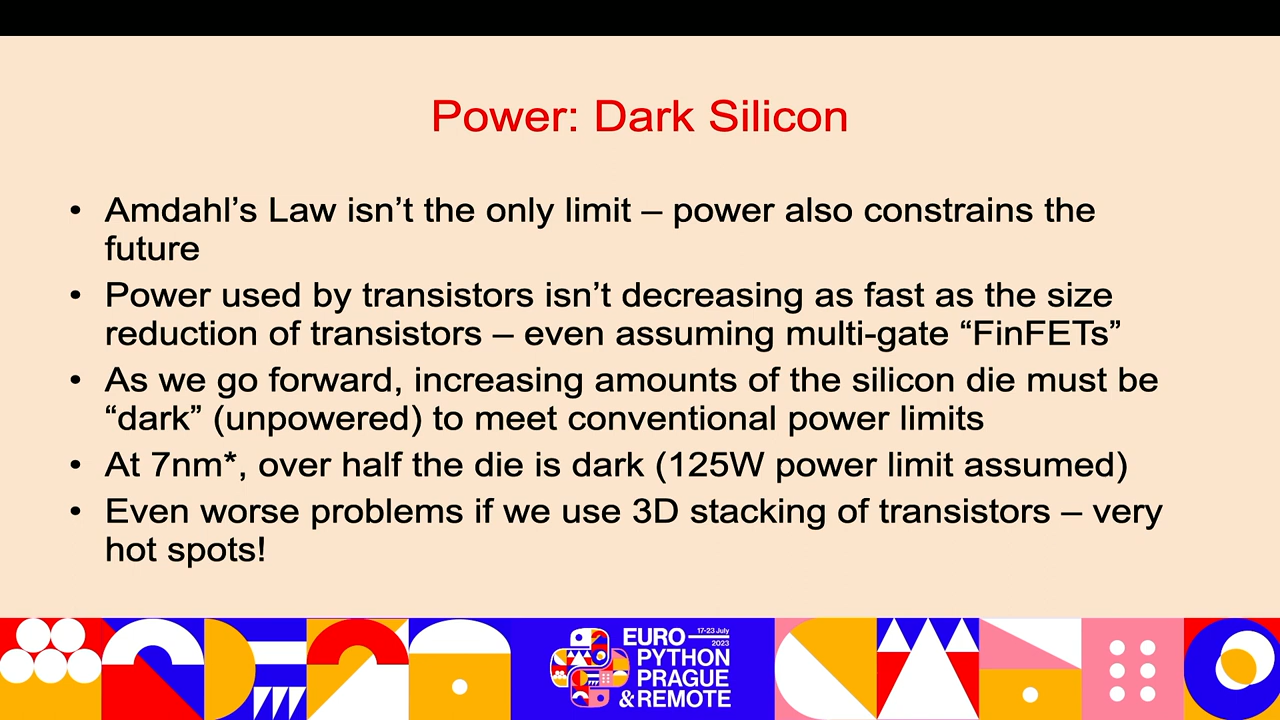 Power: Dark Silicon
• Amdahl’s Law isn’t the only limit – power also constrains the
future
• Power used by transistors isn’t decreasing as fast as the size
reduction of transistors – even assuming multi-gate “FinFETs”
• As we go forward, increasing amounts of the silicon die must be
“dark” (unpowered) to meet conventional power limits
• At 7nm*, over half the die is dark (125W power limit assumed)
• Even worse problems if we use 3D stacking of transistors – very
hot spots!
17-23 July
2023
EURO
PYTHON
PRAGUE
&REMOTE